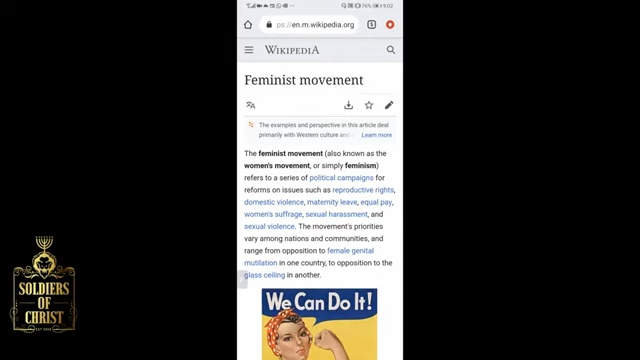 76% 9:02
ps://en.m.wikipedia.org
WIKIPEDIA
Feminist movement
The examples and perspective in this article deal
primarily with Western culture and
Learn more
The feminist movement (also known as the
women's movement, or simply feminism)
refers to a series of political campaigns for
reforms on issues such as reproductive rights,
domestic violence, maternity leave, equal pay,
women's suffrage, sexual harassment, and
sexual violence. The movement's priorities
vary among nations and communities, and
range from opposition to female genital
mutilation in one country, to opposition to the
glass ceiling in another.
We Can Do It!
SOLDIERS
OF
CHRIST